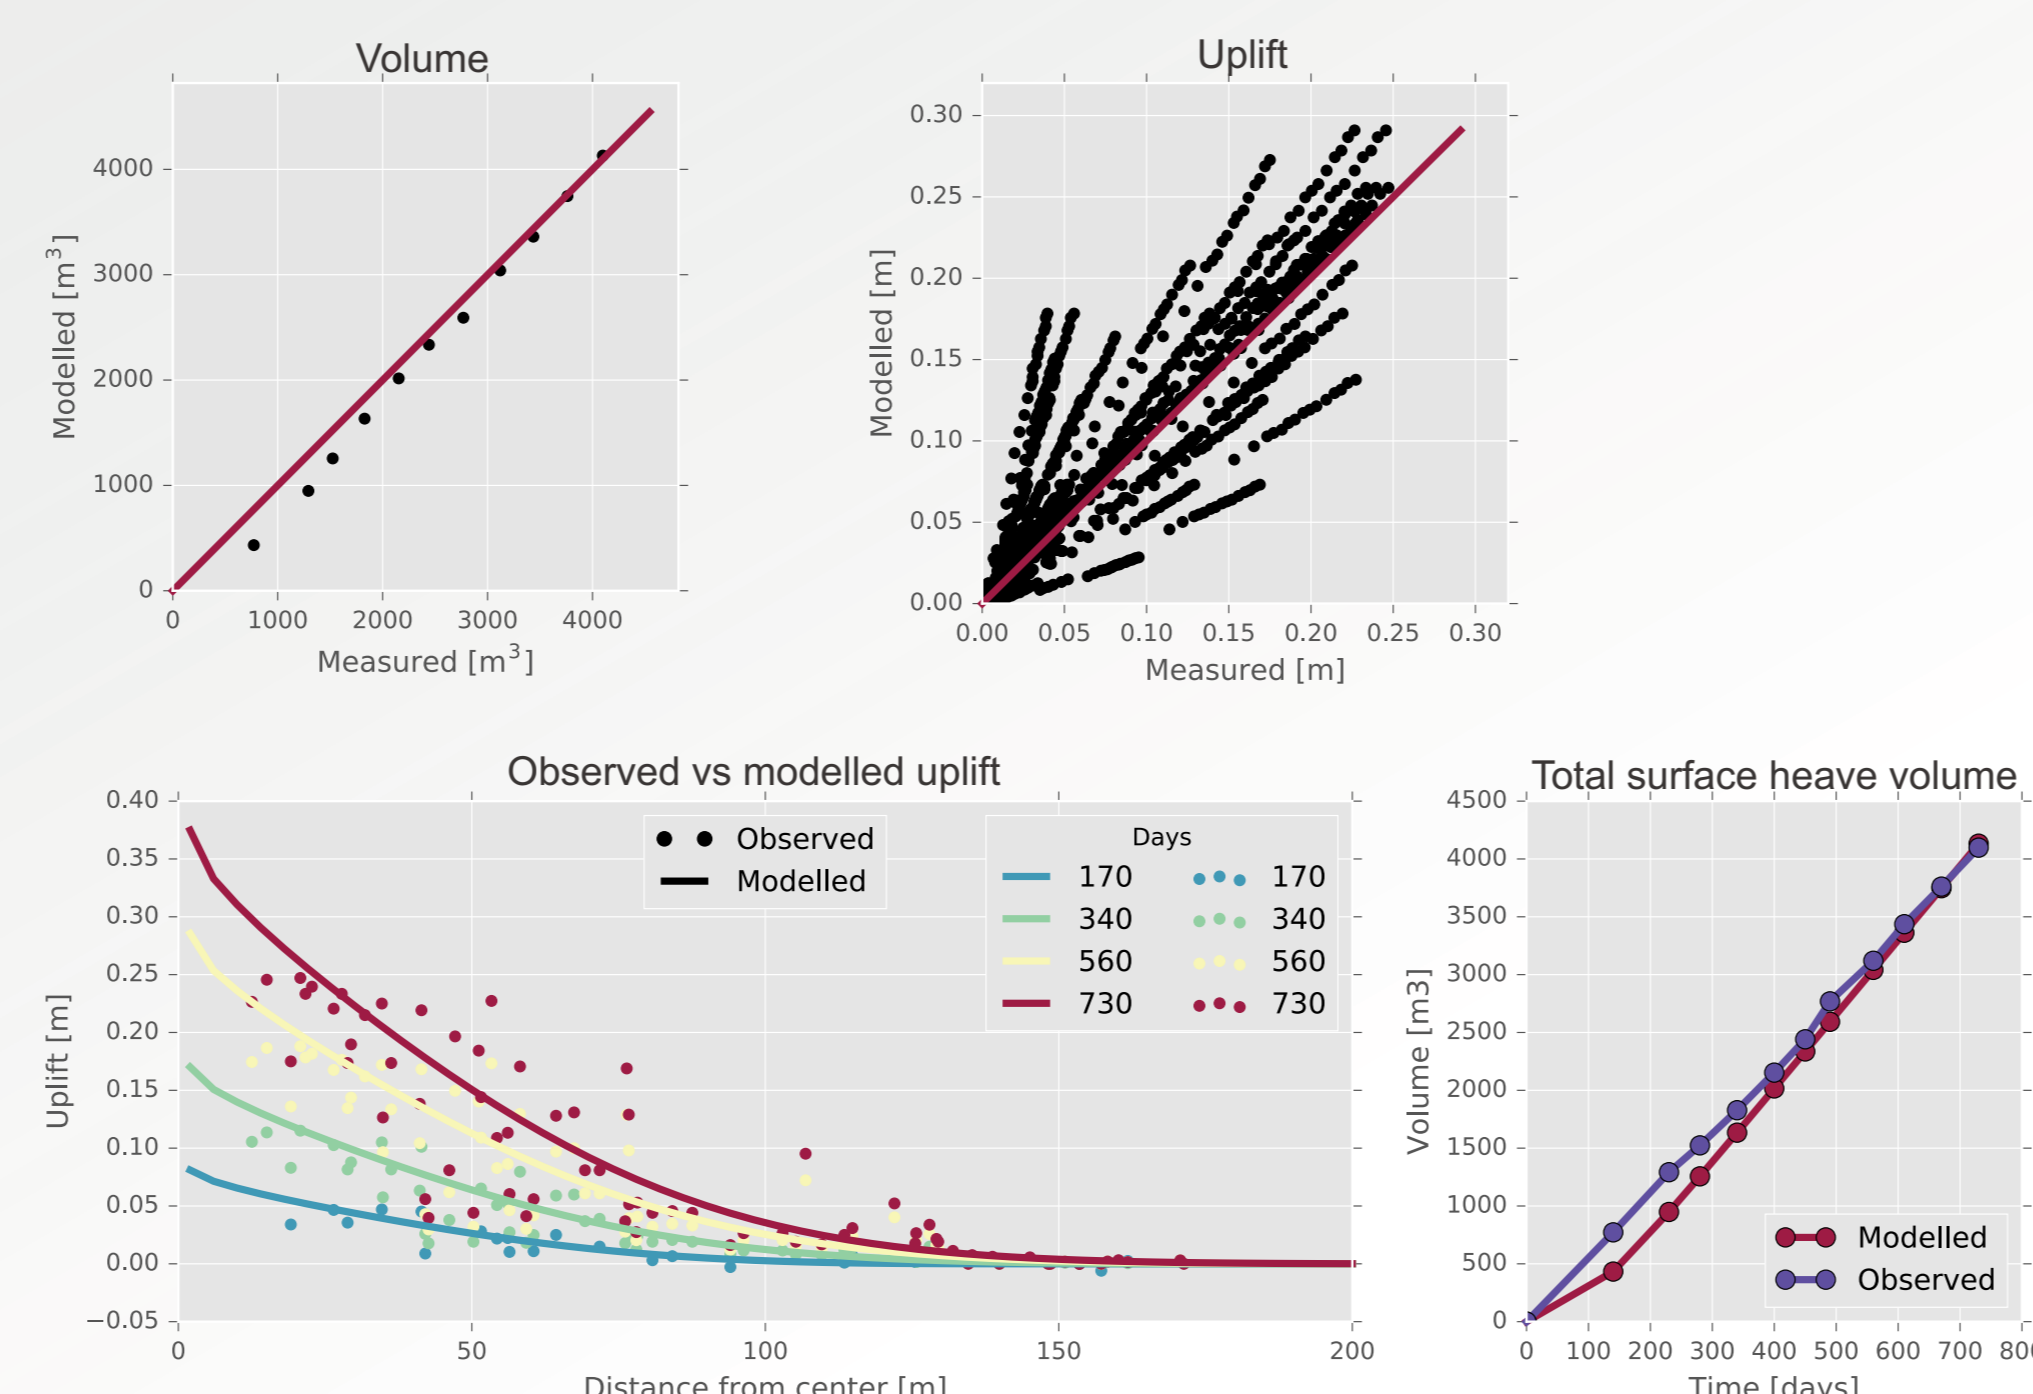 Volume
4000
3000
2000
1000
0
0 1000 2000 3000 4000
Modelled [m³]
Measured [m³]
Uplift
0.30
0.25
0.20
0.15
0.10
0.05
0.00
0.00 0.05 0.10 0.15 0.20 0.25 0.30
Modelled [m]
Measured [m]
Observed vs modelled uplift
0.40
0.35
0.30
0.25
0.20
0.15
0.10
0.05
0.00
−0.05
0 50 100 150 200
Uplift [m]
Distance from center [m]
Observed
Modelled
Days
170 170
340 340
560 560
730 730
Total surface heave volume
4500
4000
3500
3000
2500
2000
1500
1000
500
0
0 100 200 300 400 500 600 700
Volume [m3]
Time [days]
Modelled
Observed